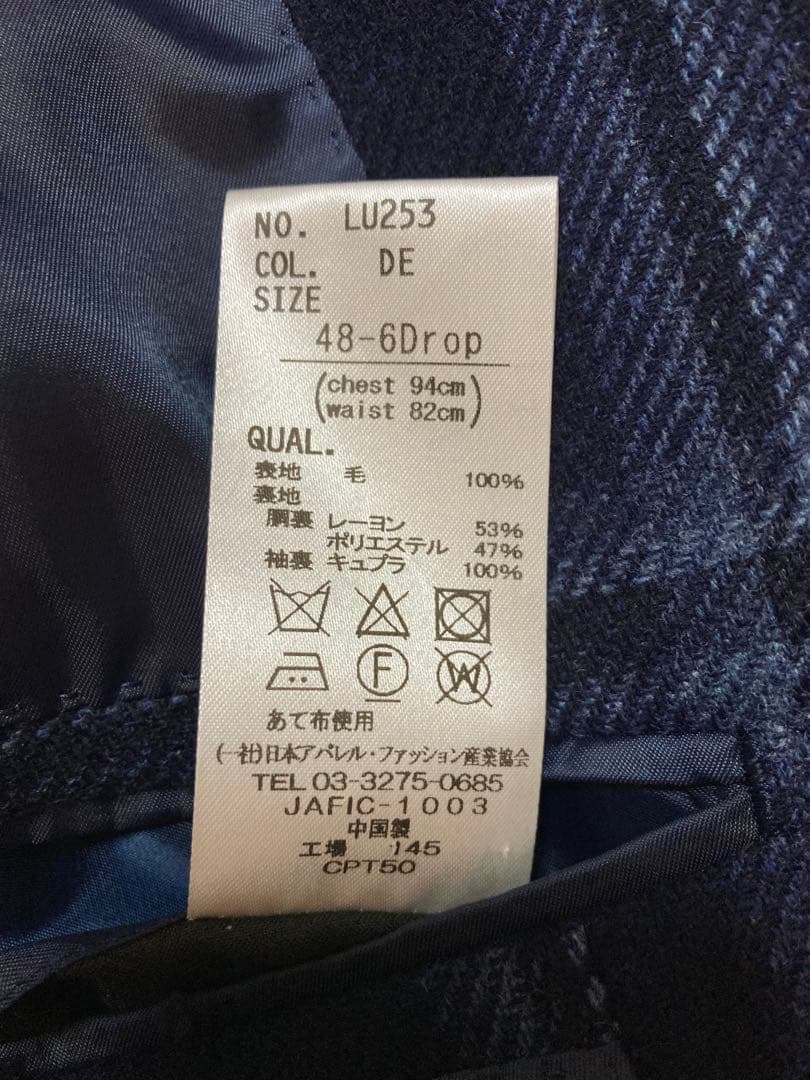 NO. LU253
COL. DE
SIZE
48-6Drop
(chest 94cm
waist 82cm)
QUAL.
表地 毛 100%
裏地
胴裏 レーヨン 53%
ポリエステル 47%
袖裏 キュプラ 100%
F W
あて布使用
(一社)日本アパレル・ファッション産業協会
TEL 03-3275-0685
JAFIC-1003
中国製
工場 145
CPT50